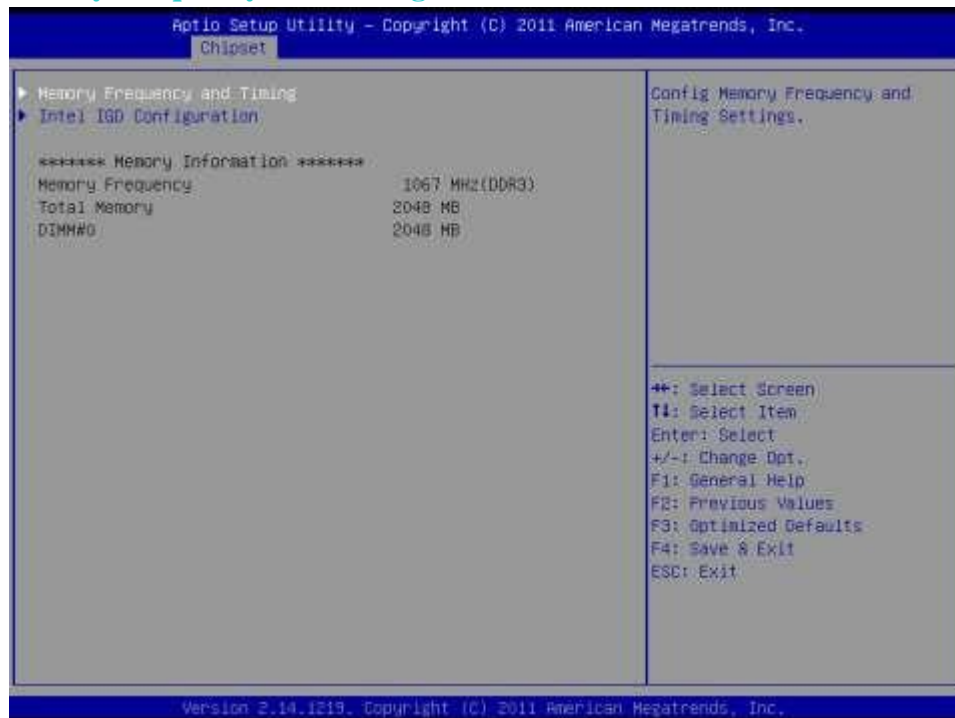 Aptio Setup Utility – Copyright (C) 2011 American Megatrends, Inc.
Chipset
Memory Frequency and Timing
Intel IGD Configuration
******* Memory Information *******
Memory Frequency 1067 MHz(DDR3)
Total Memory 2048 MB
DIMM#0 2048 MB
Config Memory Frequency and
Timing Settings.
→←: Select Screen
↑↓: Select Item
Enter: Select
+/-: Change Opt.
F1: General Help
F2: Previous Values
F3: Optimized Defaults
F4: Save & Exit
ESC: Exit
Version 2.14.1219. Copyright (C) 2011 American Megatrends, Inc.